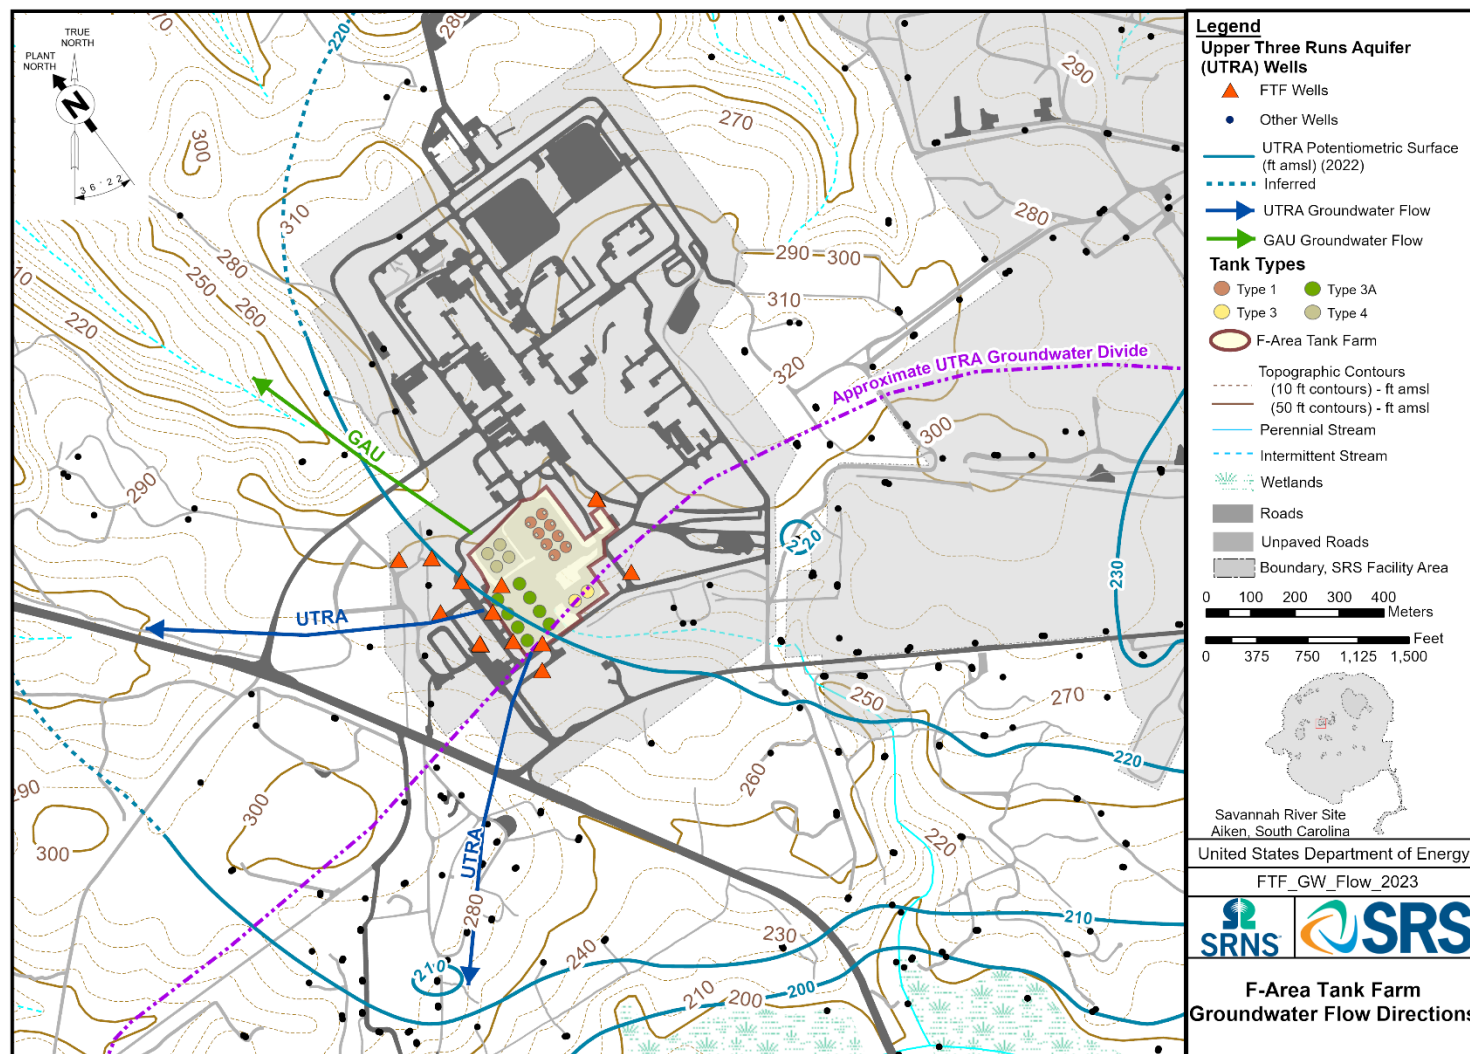 TRUE
NORTH
PLANT
NORTH
N
36.22
70
280
220
290
270
300
310
280
280
250
260
10
220
290
300
310
320
Approximate UTRA Groundwater Divide
300
GAU
290
220
230
UTRA
250
270
220
260
290
300
300
220
UTRA
280
240
230
210
210
210
200
200
Legend
Upper Three Runs Aquifer
(UTRA) Wells
FTF Wells
Other Wells
UTRA Potentiometric Surface
(ft amsl) (2022)
Inferred
UTRA Groundwater Flow
GAU Groundwater Flow
Tank Types
Type 1
Type 3A
Type 3
Type 4
F-Area Tank Farm
Topographic Contours
(10 ft contours) - ft amsl
(50 ft contours) - ft amsl
Perennial Stream
Intermittent Stream
Wetlands
Roads
Unpaved Roads
Boundary, SRS Facility Area
0 100 200 300 400
Meters
Feet
0 375 750 1,125 1,500
Savannah River Site
Aiken, South Carolina
United States Department of Energy
FTF_GW_Flow_2023
SRNS
SRS
F-Area Tank Farm
Groundwater Flow Directions